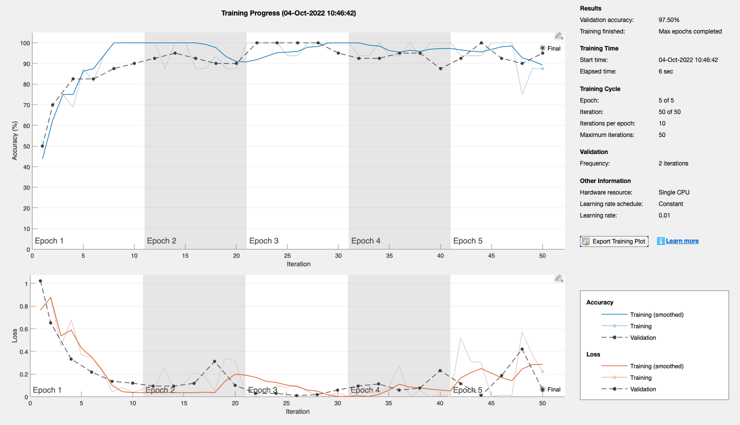 Training Progress (04-Oct-2022 10:46:42)
Accuracy (%)
100
90
80
70
60
50
40
30
20
10
0
Final
Epoch 1 Epoch 2 Epoch 3 Epoch 4 Epoch 5
0 5 10 15 20 25 30 35 40 45 50
Iteration
Loss
1
0.8
0.6
0.4
0.2
0
Final
Epoch 1 Epoch 2 Epoch 3 Epoch 4 Epoch 5
0 5 10 15 20 25 30 35 40 45 50
Iteration
Results
Validation accuracy: 97.50%
Training finished: Max epochs completed
Training Time
Start time: 04-Oct-2022 10:46:42
Elapsed time: 6 sec
Training Cycle
Epoch: 5 of 5
Iteration: 50 of 50
Iterations per epoch: 10
Maximum iterations: 50
Validation
Frequency: 2 iterations
Other Information
Hardware resource: Single CPU
Learning rate schedule: Constant
Learning rate: 0.01
Export Training Plot Learn more
Accuracy
Training (smoothed)
Training
Validation
Loss
Training (smoothed)
Training
Validation